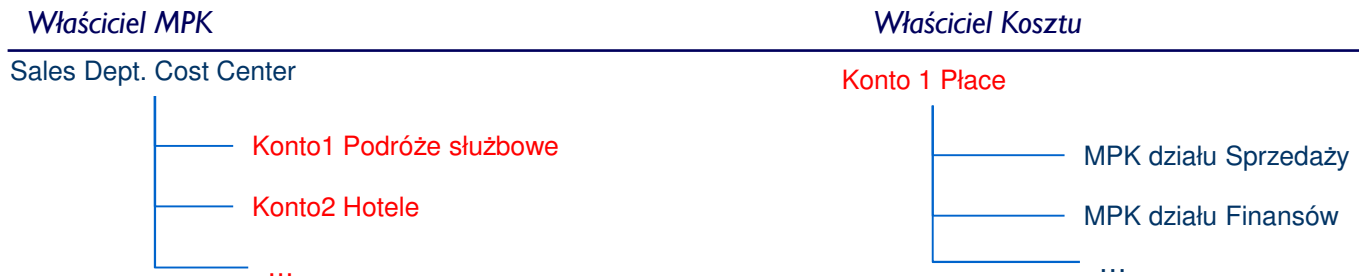 Właściciel MPK
Właściciel Kosztu
Sales Dept. Cost Center
Konto1 Podróże służbowe
Konto2 Hotele
...
Konto 1 Płace
MPK działu Sprzedaży
MPK działu Finansów
...